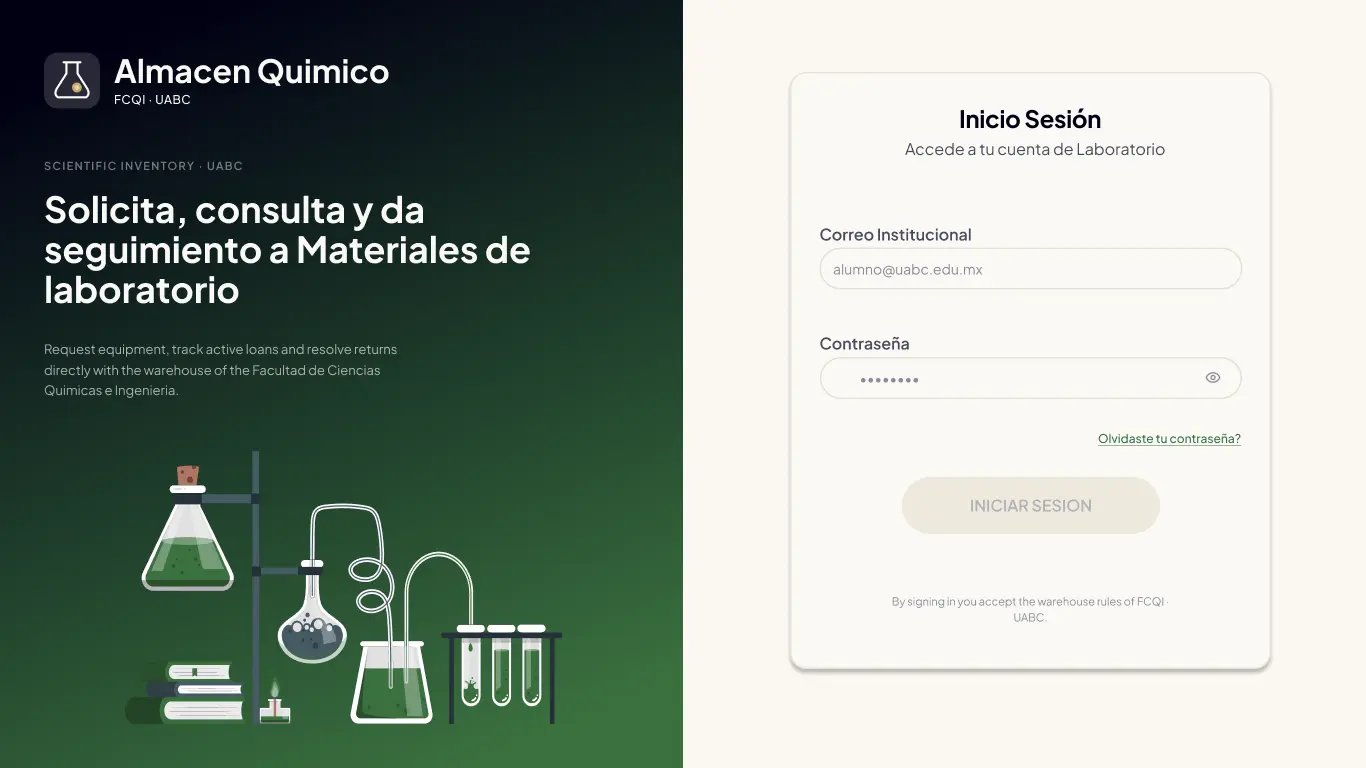 Almacen Quimico
FCQI · UABC
SCIENTIFIC INVENTORY · UABC
Solicita, consulta y da
seguimiento a Materiales de
laboratorio
Request equipment, track active loans and resolve returns
directly with the warehouse of the Facultad de Ciencias
Quimicas e Ingenieria.
Inicio Sesión
Accede a tu cuenta de Laboratorio
Correo Institucional
alumno@uabc.edu.mx
Contraseña
••••••••
Olvidaste tu contraseña?
INICIAR SESION
By signing in you accept the warehouse rules of FCQI ·
UABC.